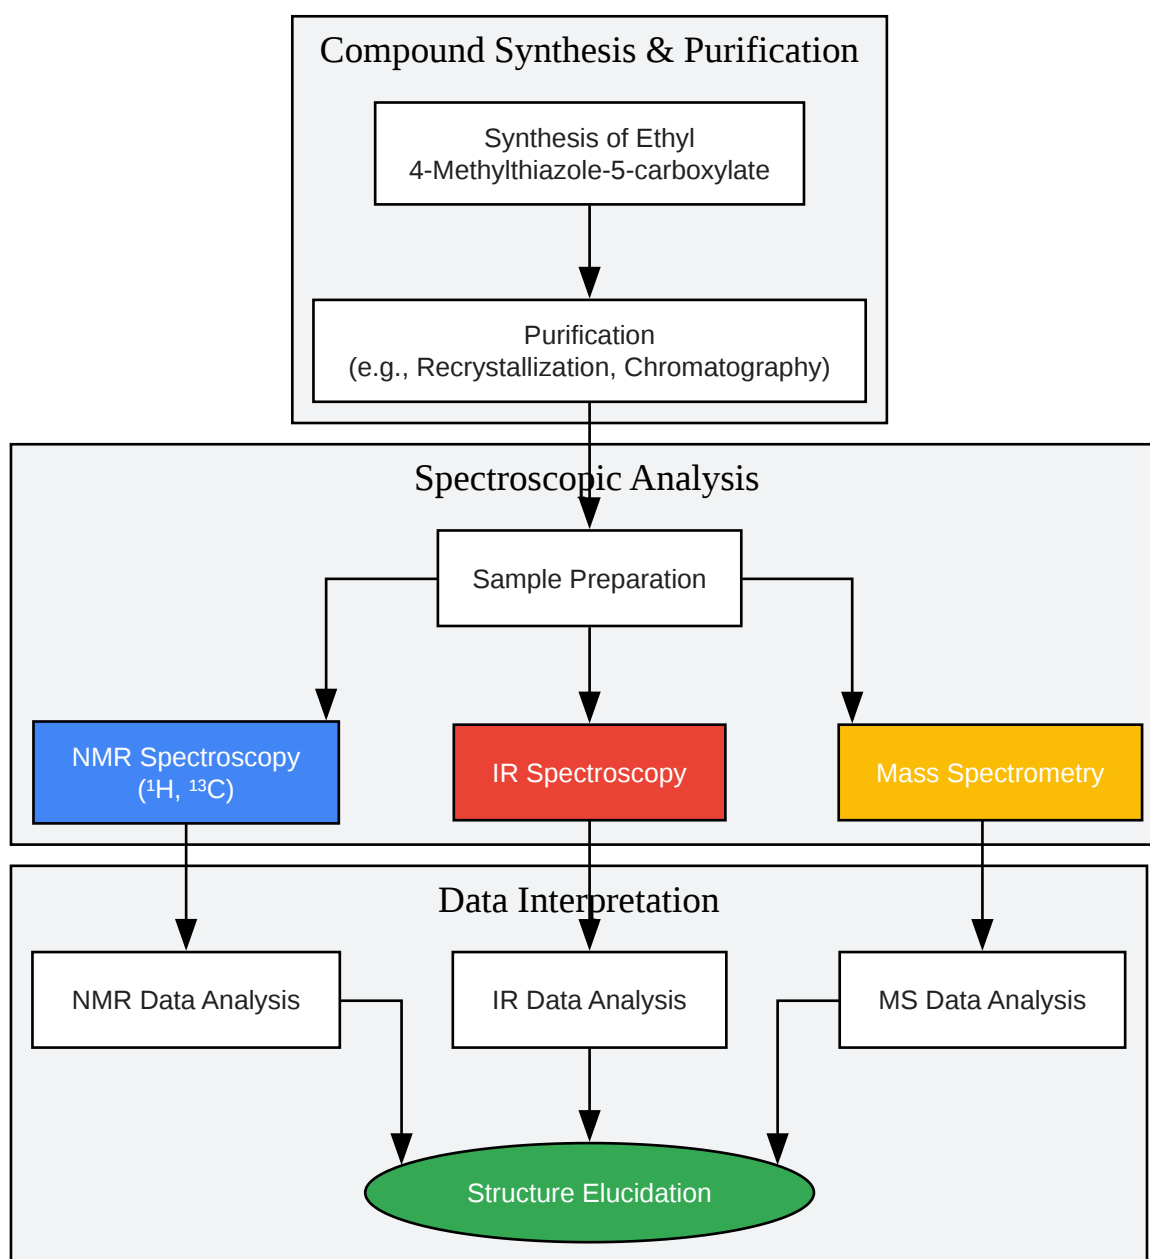 Compound Synthesis & Purification
Synthesis of Ethyl
4-Methylthiazole-5-carboxylate
Purification
(e.g., Recrystallization, Chromatography)
Spectroscopic Analysis
Sample Preparation
NMR Spectroscopy
(¹H, ¹³C)
IR Spectroscopy
Mass Spectrometry
Data Interpretation
NMR Data Analysis
IR Data Analysis
MS Data Analysis
Structure Elucidation